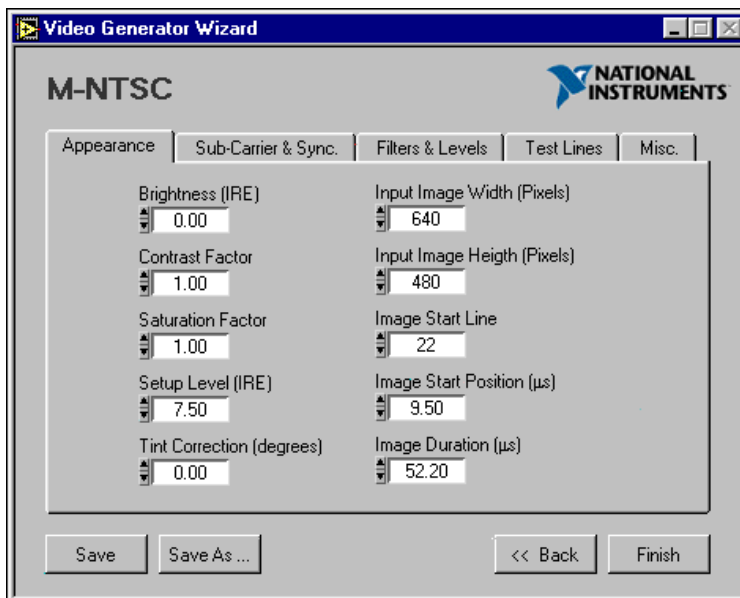 Video Generator Wizard
M-NTSC
NATIONAL
INSTRUMENTS
Appearance
Sub-Carrier & Sync.
Filters & Levels
Test Lines
Misc.
Brightness (IRE)
0.00
Contrast Factor
1.00
Saturation Factor
1.00
Setup Level (IRE)
7.50
Tint Correction (degrees)
0.00
Input Image Width (Pixels)
640
Input Image Heigth (Pixels)
480
Image Start Line
22
Image Start Position (µs)
9.50
Image Duration (µs)
52.20
Save
Save As ...
<< Back
Finish